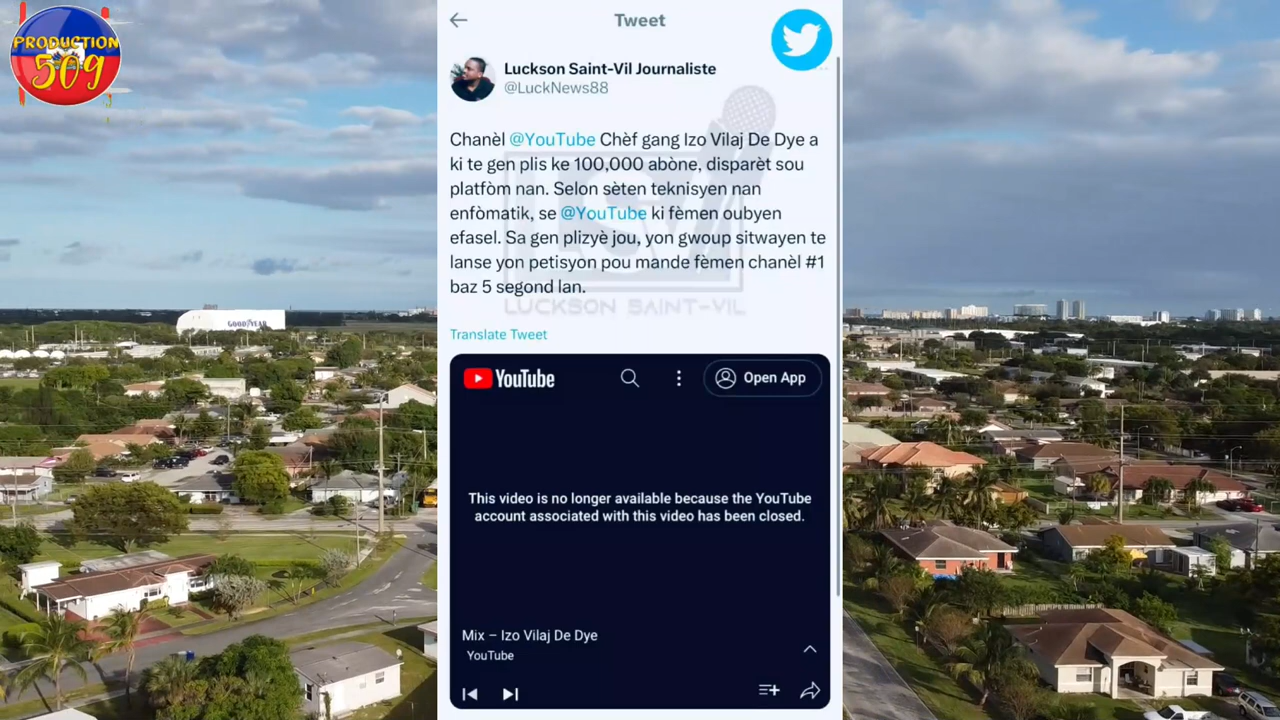 PRODUCTION
509
Tweet
Luckson Saint-Vil Journaliste
@LuckNews88
Chanèl @YouTube Chèf gang Izo Vilaj De Dye a
ki te gen plis ke 100,000 abòne, disparèt sou
platfòm nan. Selon sèten teknisyen nan
enfòmatik, se @YouTube ki fèmen oubyen
efasel. Sa gen plizyè jou, yon gwoup sitwayen te
lanse yon petisyon pou mande fèmen chanèl #1
baz 5 segond lan.
LUCKSON SAINT-VIL
Translate Tweet
YouTube
Open App
This video is no longer available because the YouTube
account associated with this video has been closed.
Mix – Izo Vilaj De Dye
YouTube
GOODYEAR